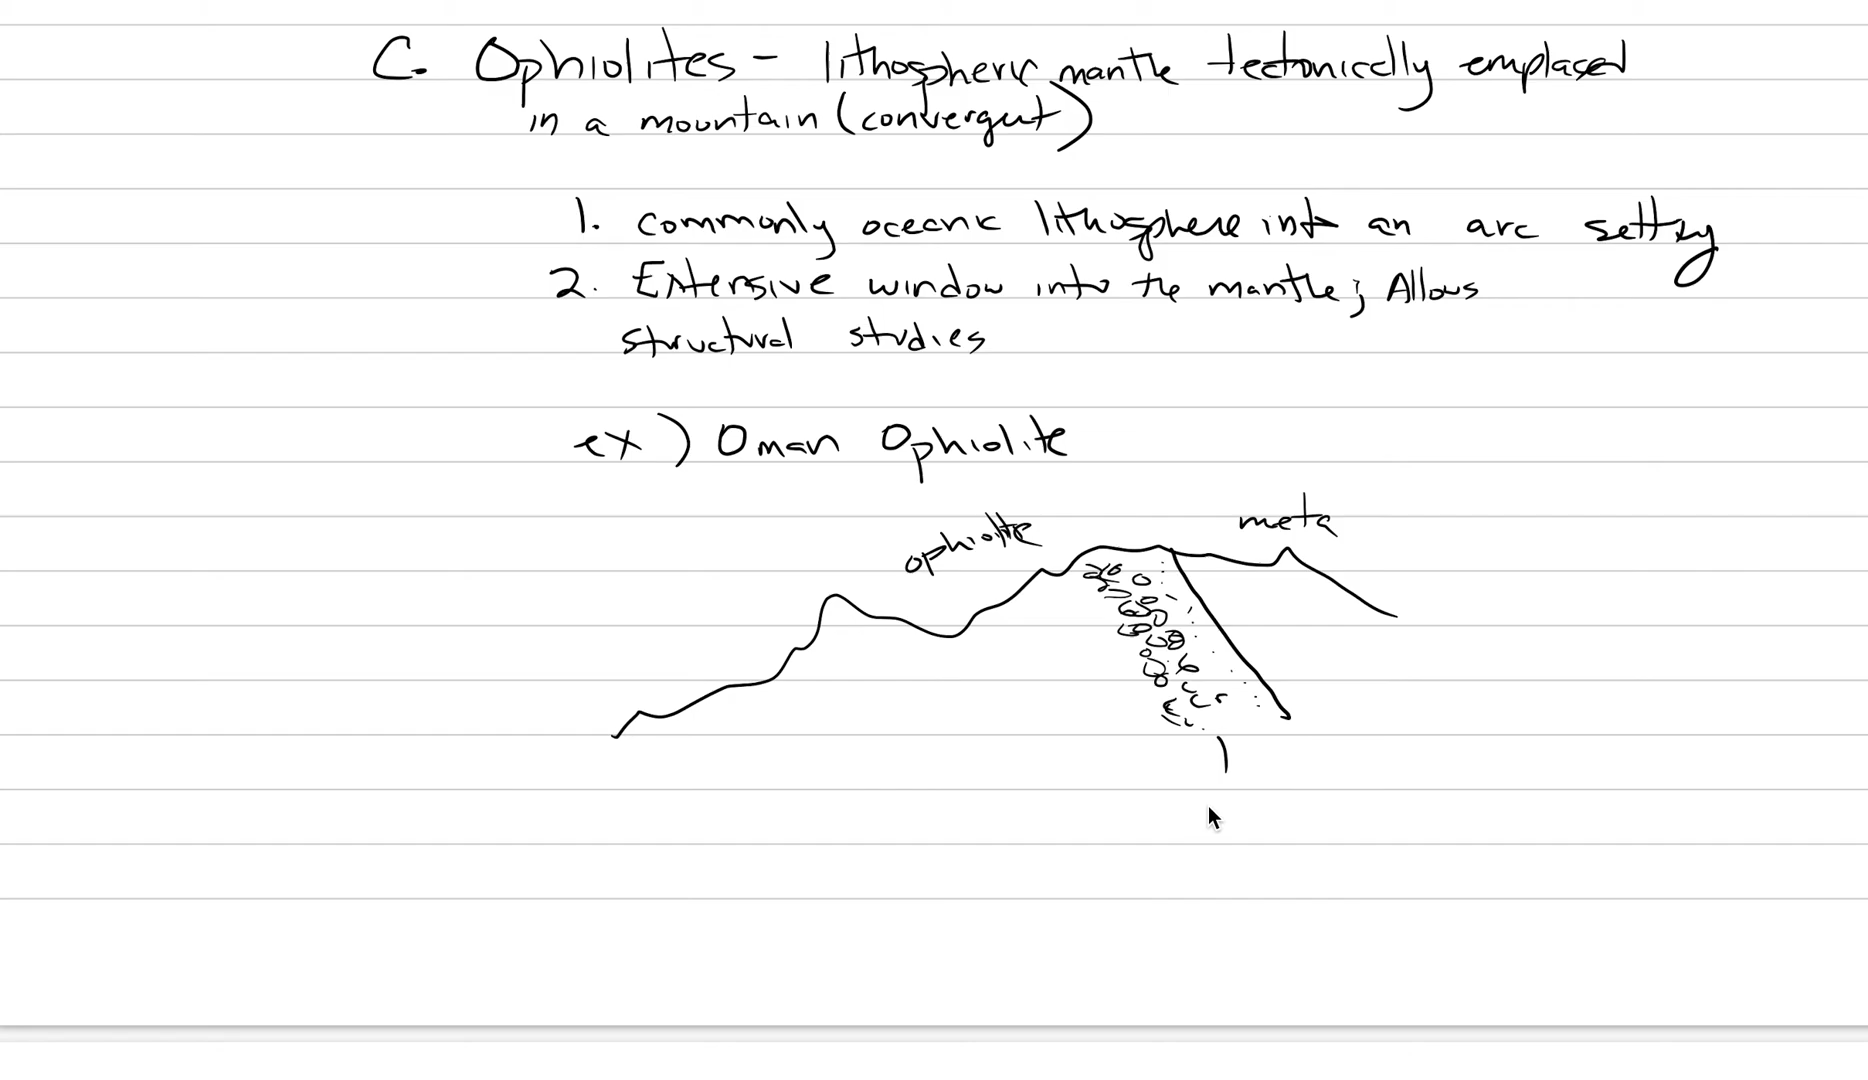 C. Ophiolites - lithospheric mantle tectonically emplaced
in a mountain (convergent)
1. commonly oceanic lithosphere into an arc setting
2. Extensive window into the mantle; Allows
structural studies
ex) Oman Ophiolite
ophiolite
meta